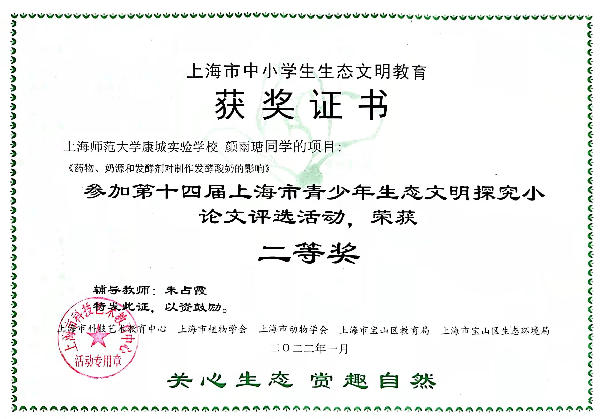 上海市中小学生生态文明教育
获奖证书
上海师范大学康城实验学校 颜雨瑭同学的项目：
《药物、奶源和发酵剂对制作发酵酸奶的影响》
参加第十四届上海市青少年生态文明探究小
论文评选活动，荣获
二等奖
辅导教师：朱占霞
特发此证，以资鼓励。
上海市科技艺术教育中心 上海市植物学会 上海市动物学会 上海市宝山区教育局 上海市宝山区生态环境局
二〇二二年一月
关心生态 赏趣自然
上海市科技艺术教育中心
活动专用章